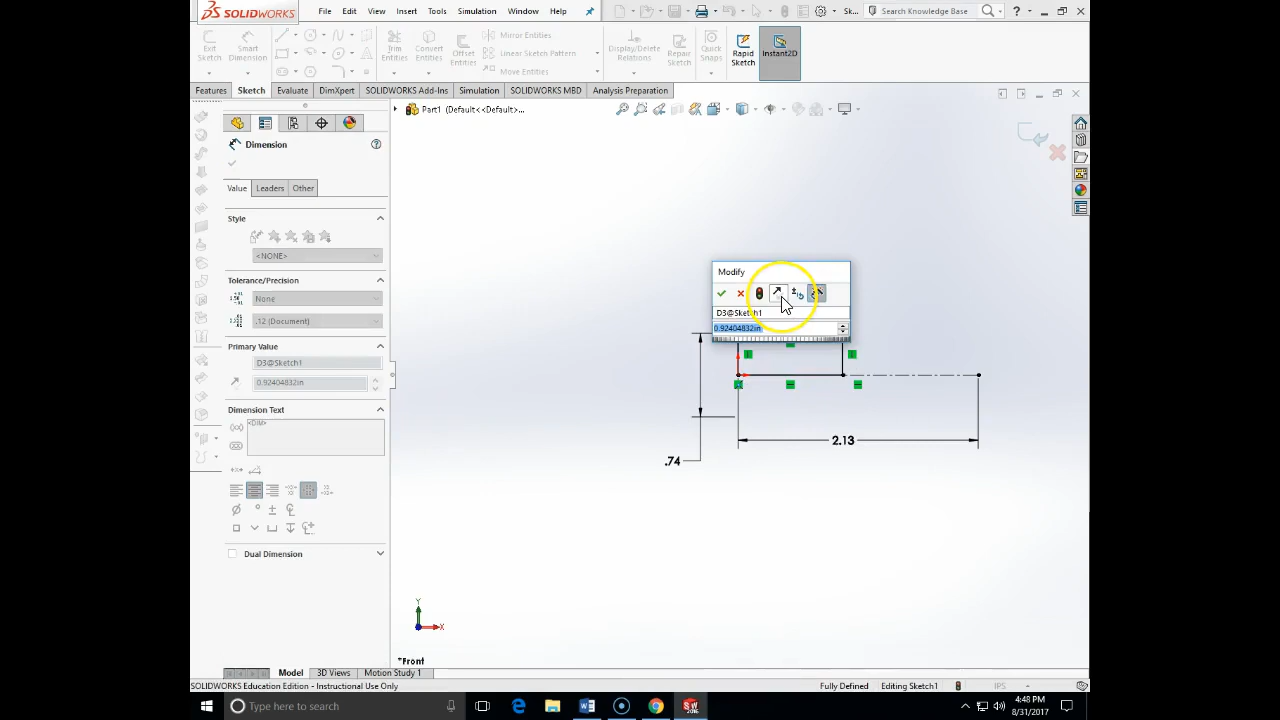 SOLIDWORKS File Edit View Insert Tools Simulation Window Help Sk... Search Knowledge Base ?
Exit Sketch Smart Dimension Trim Entities Convert Entities Offset Entities Mirror Entities Linear Sketch Pattern Move Entities Display/Delete Relations Repair Sketch Quick Snaps Rapid Sketch Instant2D
Features Sketch Evaluate DimXpert SOLIDWORKS Add-Ins Simulation SOLIDWORKS MBD Analysis Preparation
Part1 (Default<<Default>...
Dimension
Value Leaders Other
Style
<NONE>
Tolerance/Precision
None
.12 (Document)
Primary Value
D3@Sketch1
0.92404832in
Dimension Text
<DIM>
Dual Dimension
Modify
D3@Sketch1
0.92404832in
2.13
.74
Y
X
*Front
Model 3D Views Motion Study 1
SOLIDWORKS Education Edition - Instructional Use Only Fully Defined Editing Sketch1 IPS -
Type here to search 4:48 PM
8/31/2017